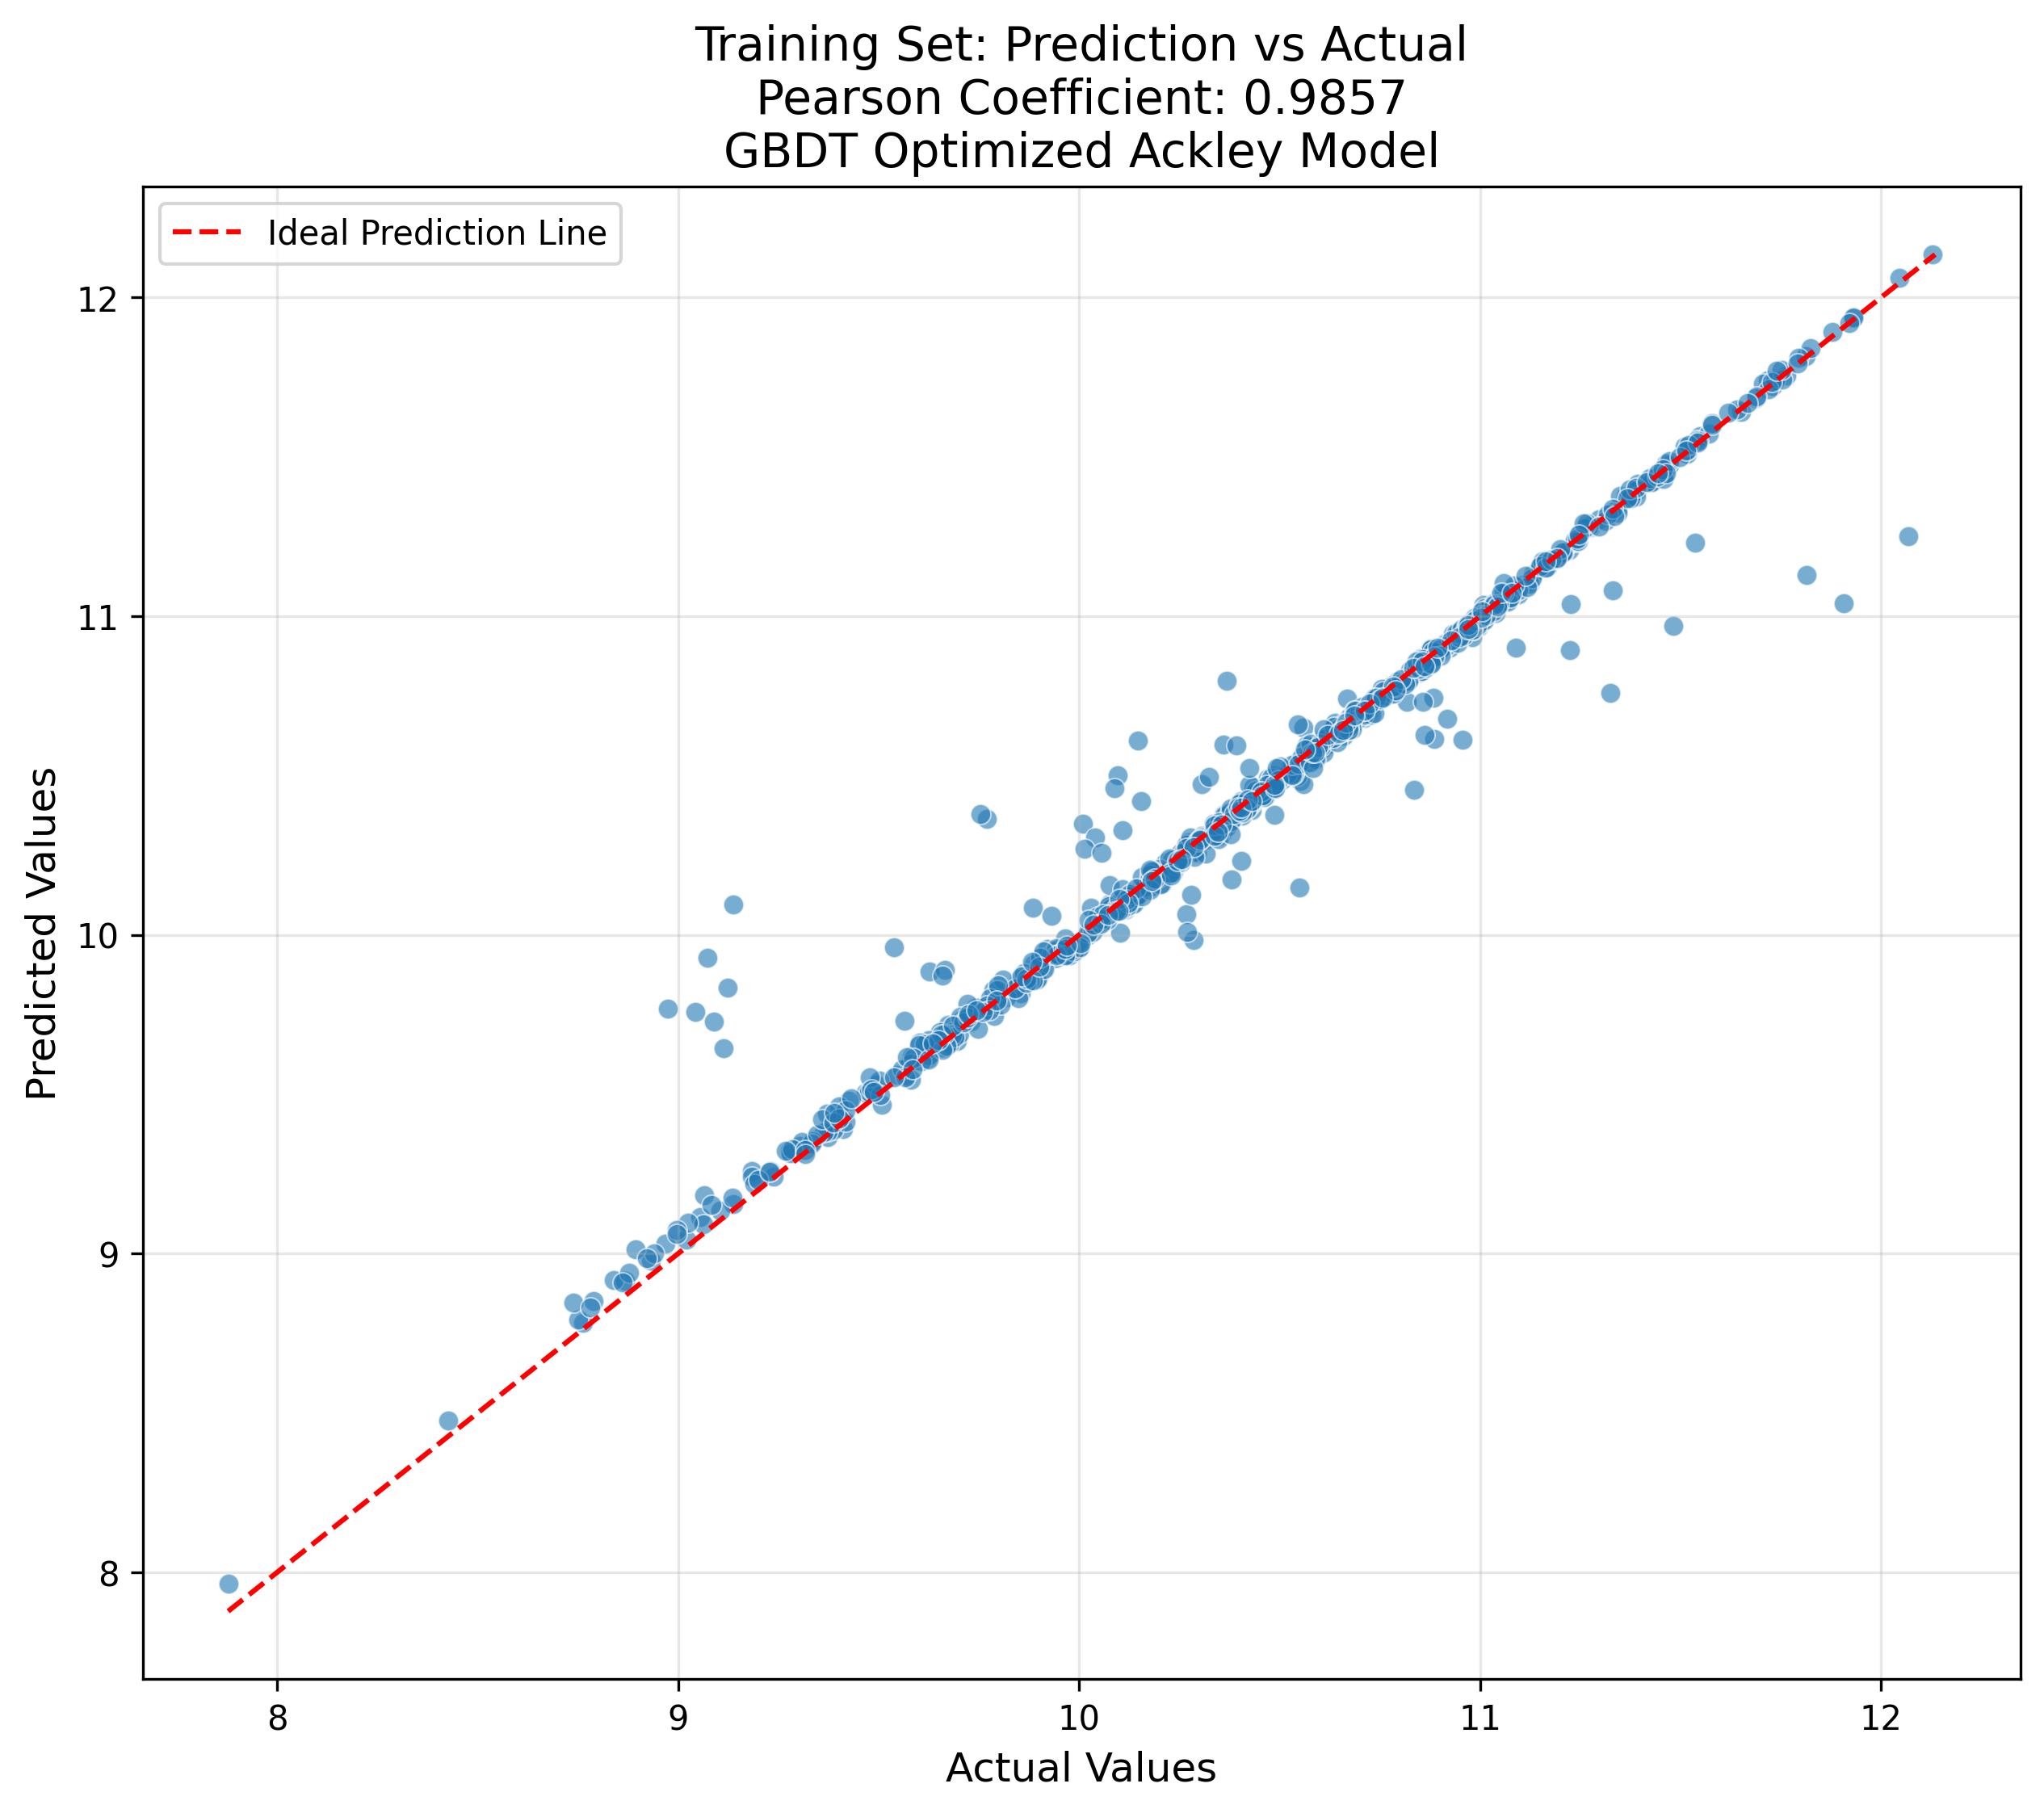 Training Set: Prediction vs Actual
Pearson Coefficient: 0.9857
GBDT Optimized Ackley Model
Ideal Prediction Line
12
11
10
9
8
Predicted Values
8
9
10
11
12
Actual Values